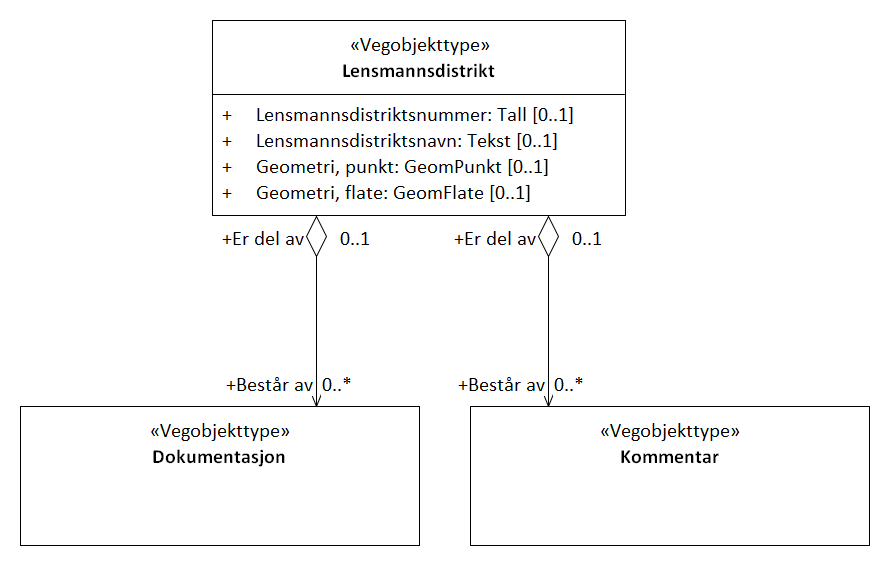 «Vegobjekttype»
Lensmannsdistrikt
+ Lensmannsdistriktsnummer: Tall [0..1]
+ Lensmannsdistriktsnavn: Tekst [0..1]
+ Geometri, punkt: GeomPunkt [0..1]
+ Geometri, flate: GeomFlate [0..1]
+Er del av 0..1 +Er del av 0..1
+Består av 0..* +Består av 0..*
«Vegobjekttype» «Vegobjekttype»
Dokumentasjon Kommentar